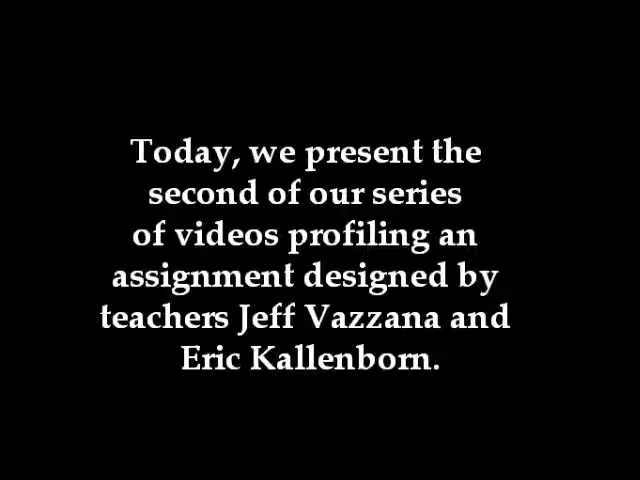 Today, we present the
second of our series
of videos profiling an
assignment designed by
teachers Jeff Vazzana and
Eric Kallenborn.